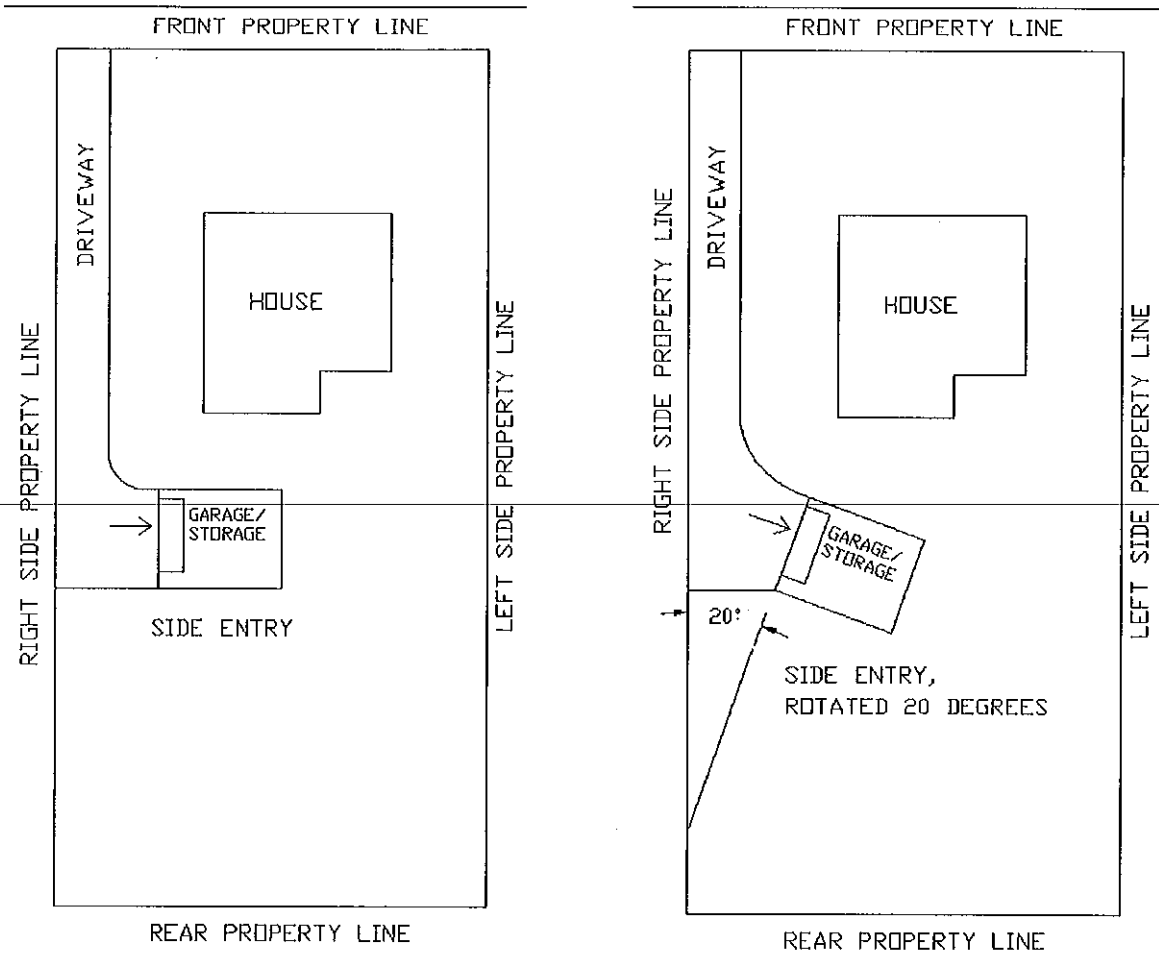 FRONT PROPERTY LINE
DRIVEWAY
HOUSE
RIGHT SIDE PROPERTY LINE
LEFT SIDE PROPERTY LINE
GARAGE/
STORAGE
SIDE ENTRY
REAR PROPERTY LINE
FRONT PROPERTY LINE
DRIVEWAY
RIGHT SIDE PROPERTY LINE
HOUSE
LEFT SIDE PROPERTY LINE
GARAGE/
STORAGE
20°
SIDE ENTRY,
ROTATED 20 DEGREES
REAR PROPERTY LINE